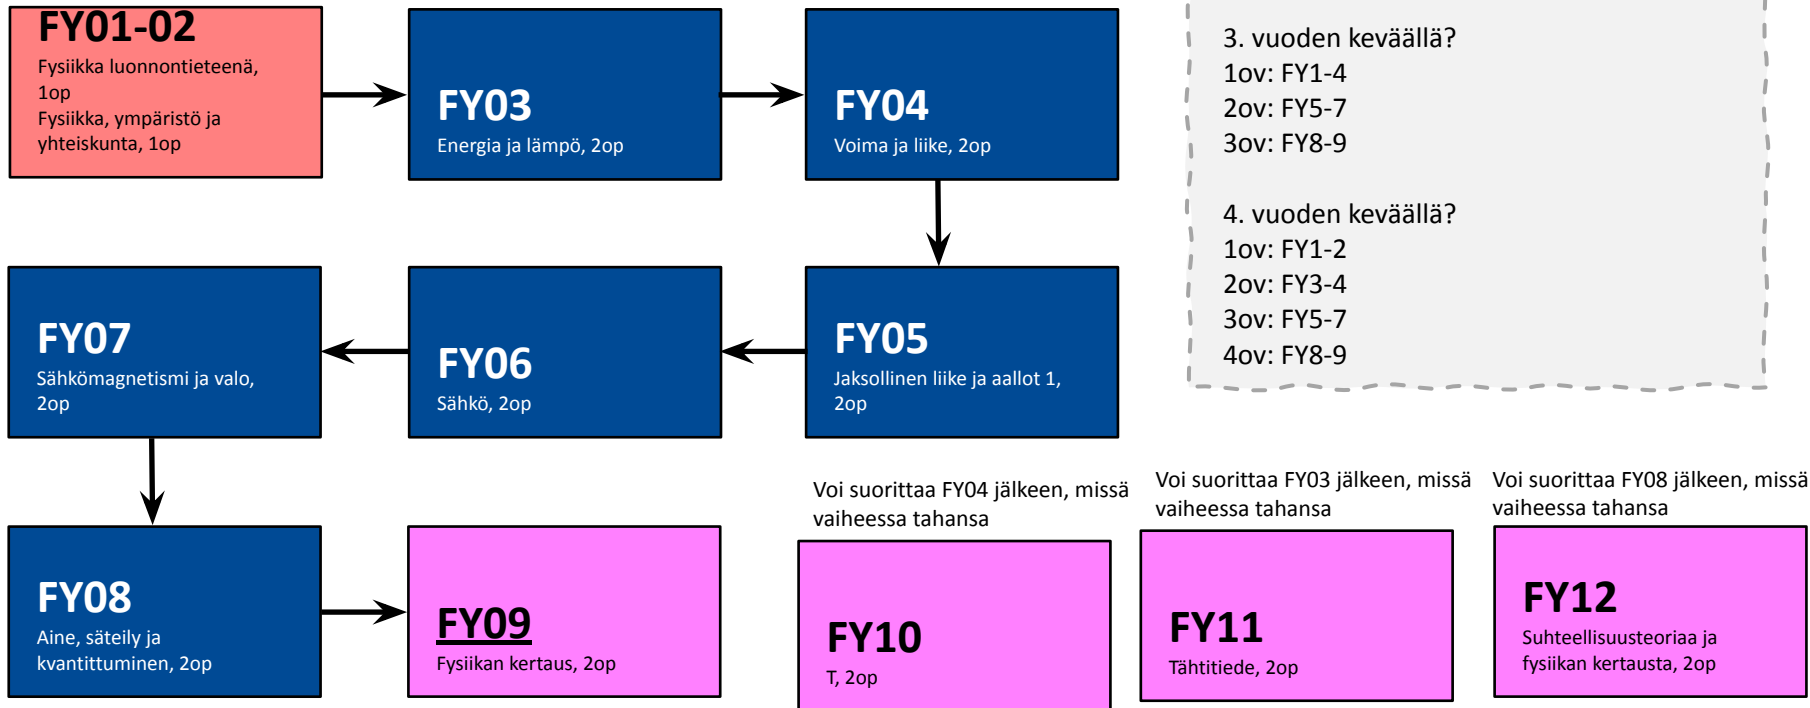 FY01-02
Fysiikka luonnontieteenä,
1op
Fysiikka, ympäristö ja
yhteiskunta, 1op
FY03
Energia ja lämpö, 2op
FY04
Voima ja liike, 2op
3. vuoden keväällä?
1ov: FY1-4
2ov: FY5-7
3ov: FY8-9
4. vuoden keväällä?
1ov: FY1-2
2ov: FY3-4
3ov: FY5-7
4ov: FY8-9
FY07
Sähkömagnetismi ja valo,
2op
FY06
Sähkö, 2op
FY05
Jaksollinen liike ja aallot 1,
2op
FY08
Aine, säteily ja
kvantittuminen, 2op
FY09
Fysiikan kertaus, 2op
Voi suorittaa FY04 jälkeen, missä
vaiheessa tahansa
FY10
T, 2op
Voi suorittaa FY03 jälkeen, missä
vaiheessa tahansa
FY11
Tähtitiede, 2op
Voi suorittaa FY08 jälkeen, missä
vaiheessa tahansa
FY12
Suhteellisuusteoriaa ja
fysiikan kertausta, 2op